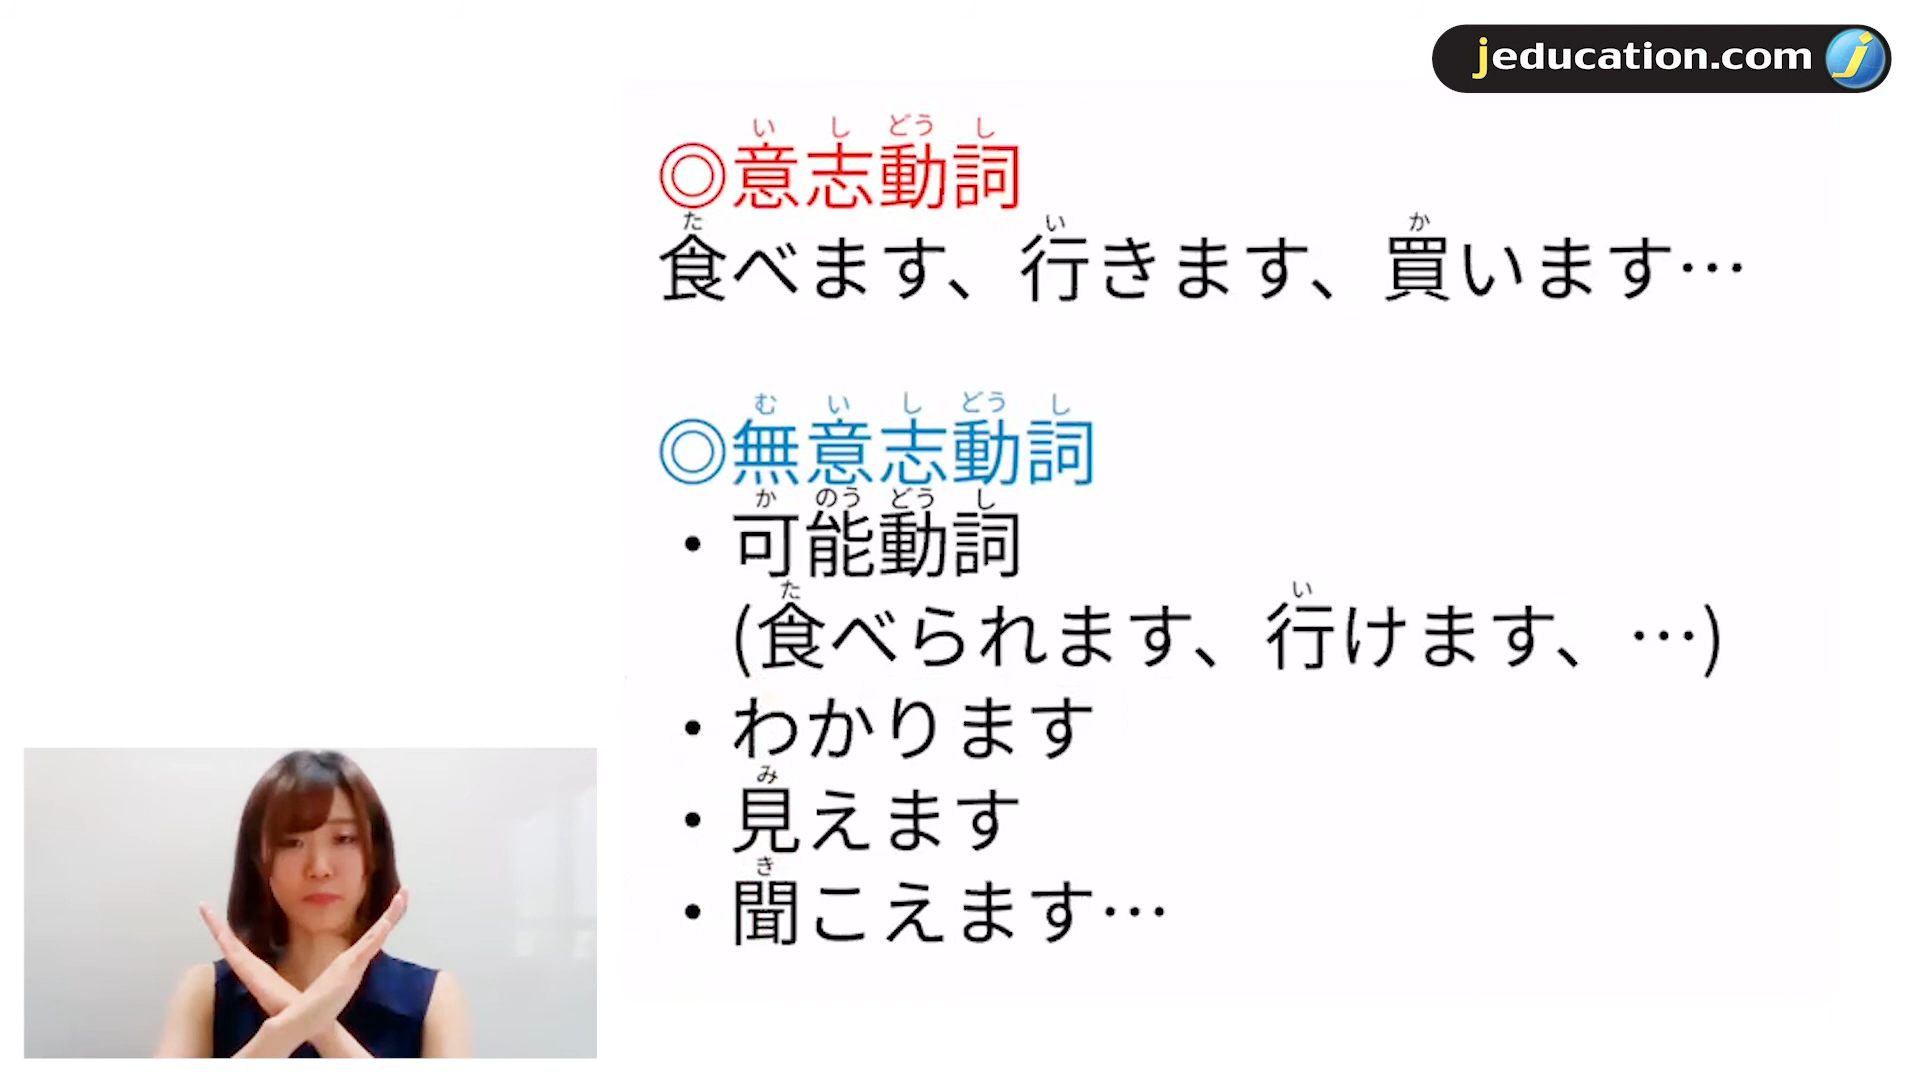 jeducation.com
い し どう し
◎意志動詞
た い か
食べます、行きます、買います…
む い し どう し
◎無意志動詞
か のう どう し
・可能動詞
た い
(食べられます、行けます、…)
・わかります
み
・見えます
き
・聞こえます…